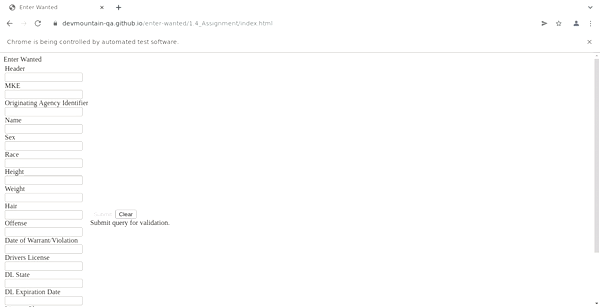 Enter Wanted
devmountain-qa.github.io/enter-wanted/1.4_Assignment/index.html
Chrome is being controlled by automated test software.
Enter Wanted
Header
MKE
Originating Agency Identifier
Name
Sex
Race
Height
Weight
Hair
Clear
Offense
Submit query for validation.
Date of Warrant/Violation
Drivers License
DL State
DL Expiration Date